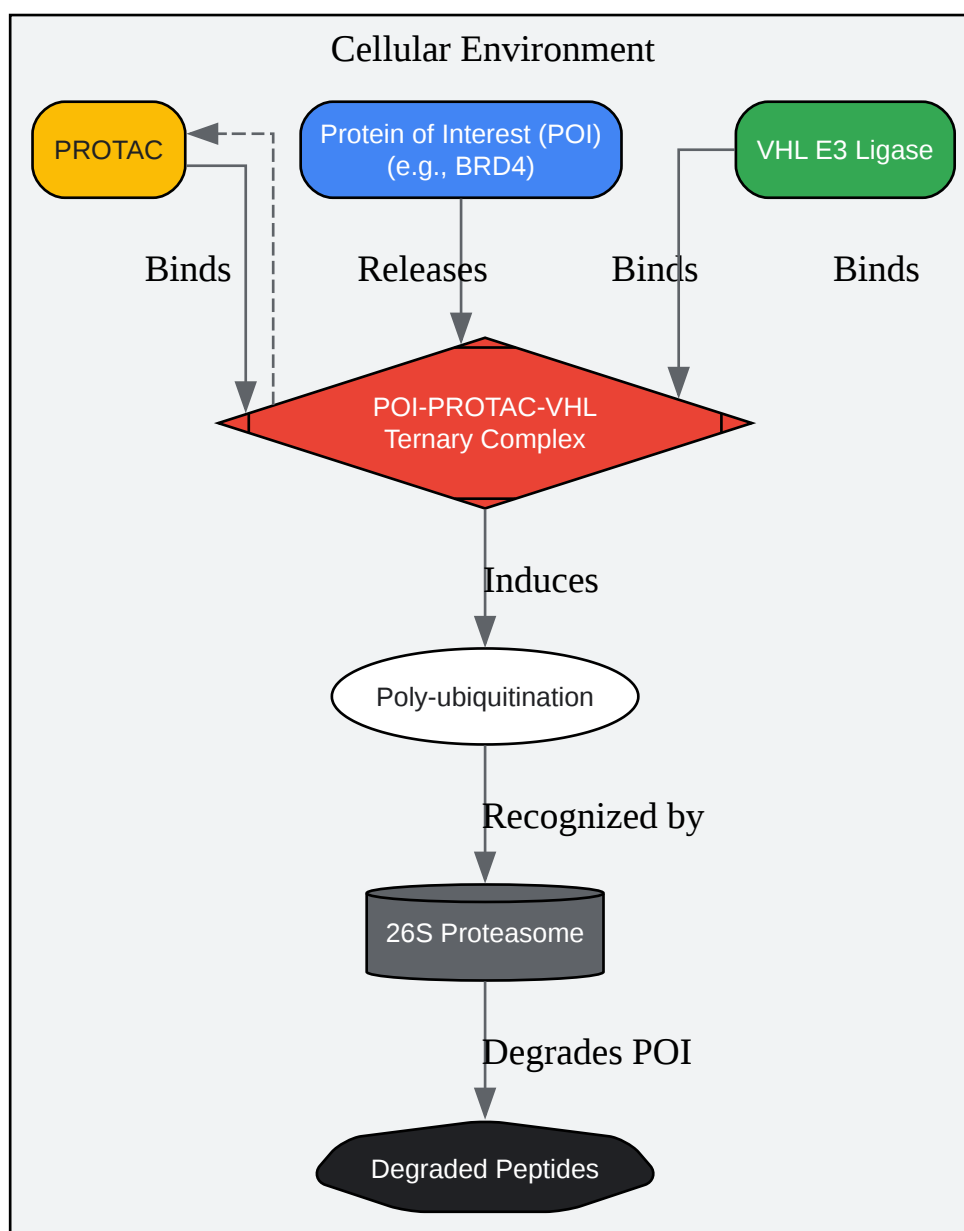 Cellular Environment
PROTAC
Protein of Interest (POI)
(e.g., BRD4)
VHL E3 Ligase
Binds
Releases
Binds
Binds
POI-PROTAC-VHL
Ternary Complex
Induces
Poly-ubiquitination
Recognized by
26S Proteasome
Degrades POI
Degraded Peptides